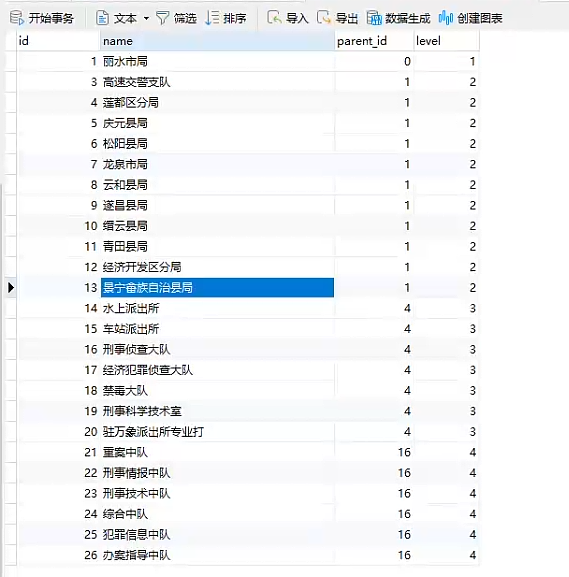 开始事务 文本 筛选 排序 导入 导出 数据生成 创建图表
id name parent_id level
1 丽水市局 0 1
3 高速交警支队 1 2
4 莲都区分局 1 2
5 庆元县局 1 2
6 松阳县局 1 2
7 龙泉市局 1 2
8 云和县局 1 2
9 遂昌县局 1 2
10 缙云县局 1 2
11 青田县局 1 2
12 经济开发区分局 1 2
13 景宁畲族自治县局 1 2
14 水上派出所 4 3
15 车站派出所 4 3
16 刑事侦查大队 4 3
17 经济犯罪侦查大队 4 3
18 禁毒大队 4 3
19 刑事科学技术室 4 3
20 驻万象派出所专业打 4 3
21 重案中队 16 4
22 刑事情报中队 16 4
23 刑事技术中队 16 4
24 综合中队 16 4
25 犯罪信息中队 16 4
26 办案指导中队 16 4